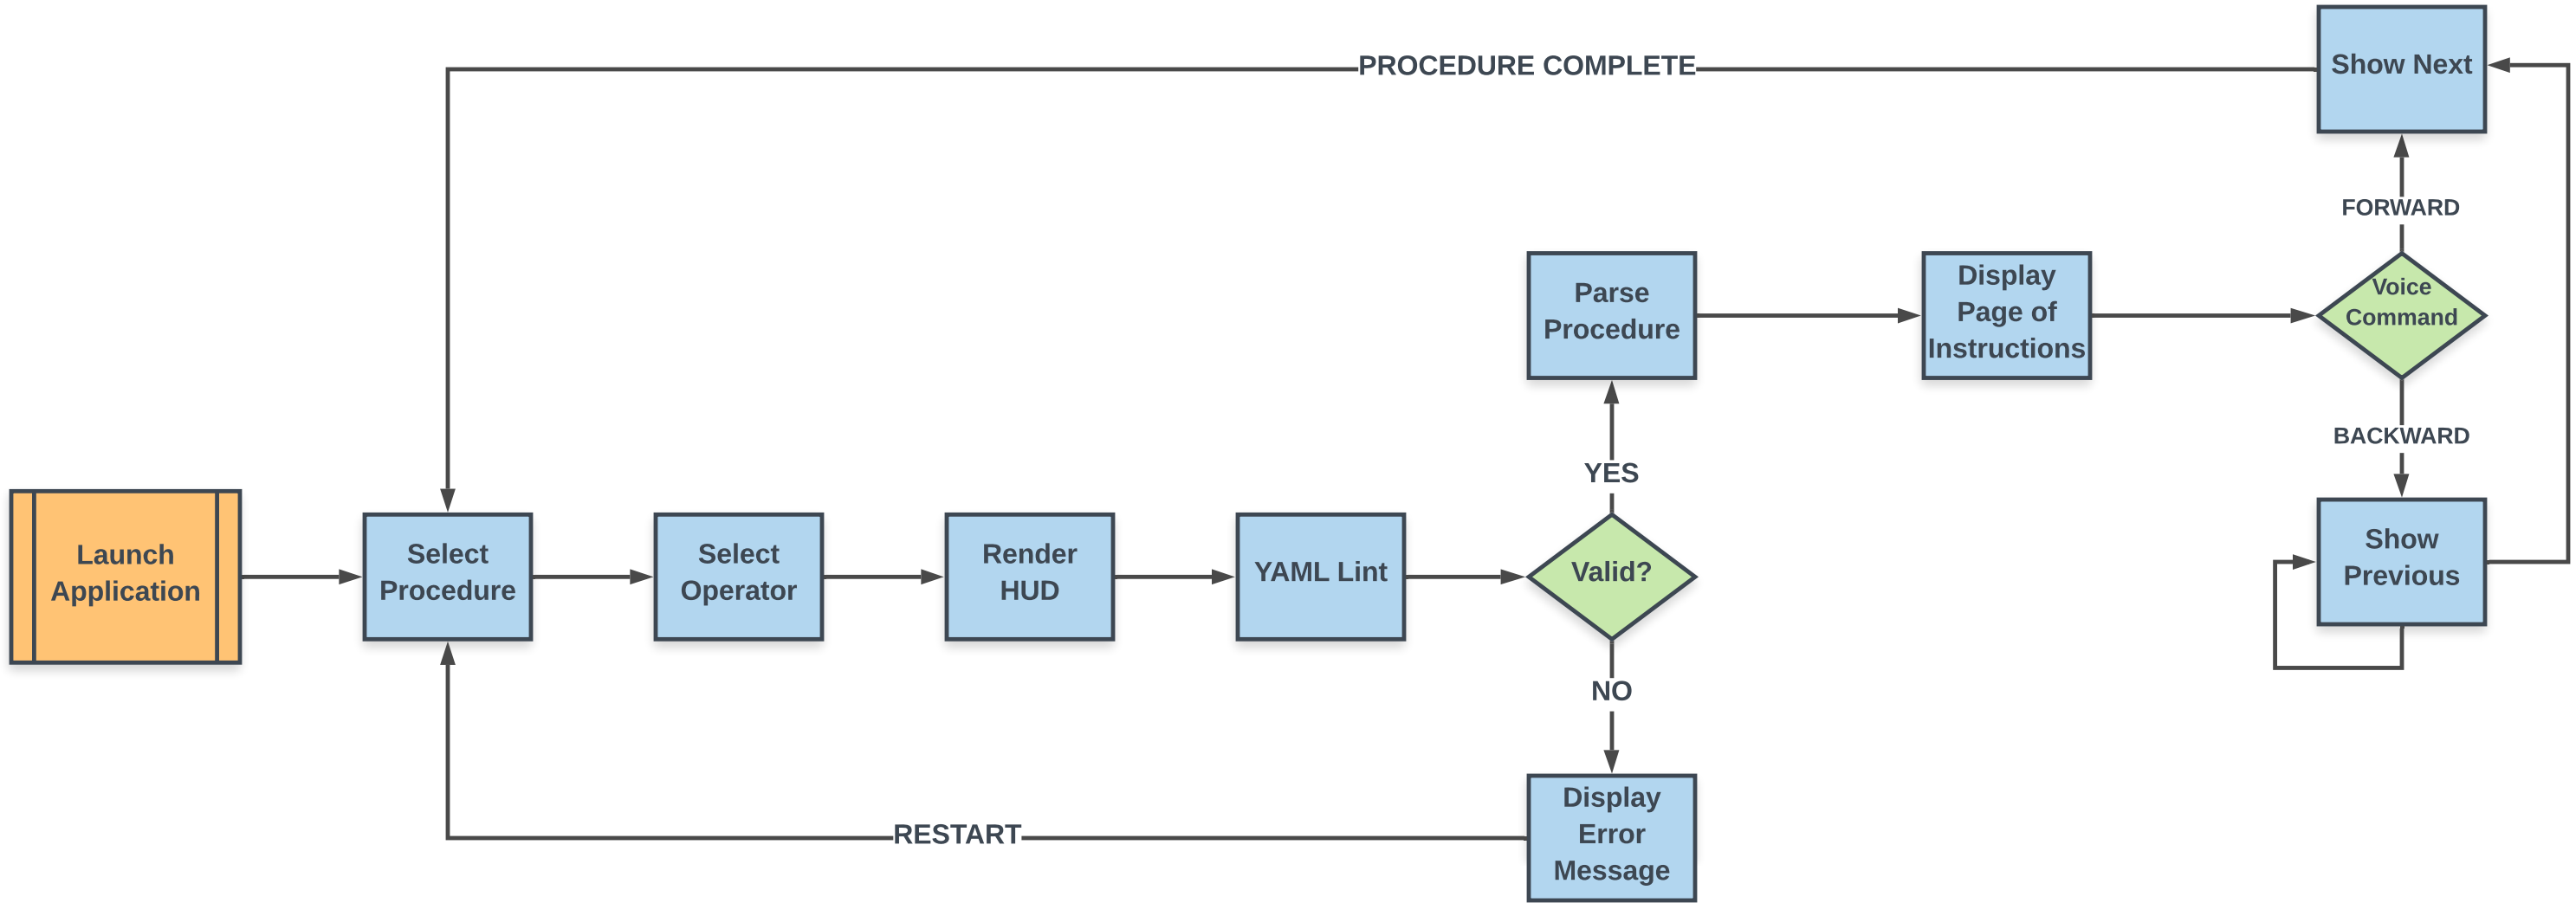 PROCEDURE COMPLETE
Show Next
FORWARD
Parse
Procedure
Display
Page of
Instructions
Voice
Command
BACKWARD
YES
Launch
Application
Select
Procedure
Select
Operator
Render
HUD
YAML Lint
Valid?
Show
Previous
NO
RESTART
Display
Error
Message